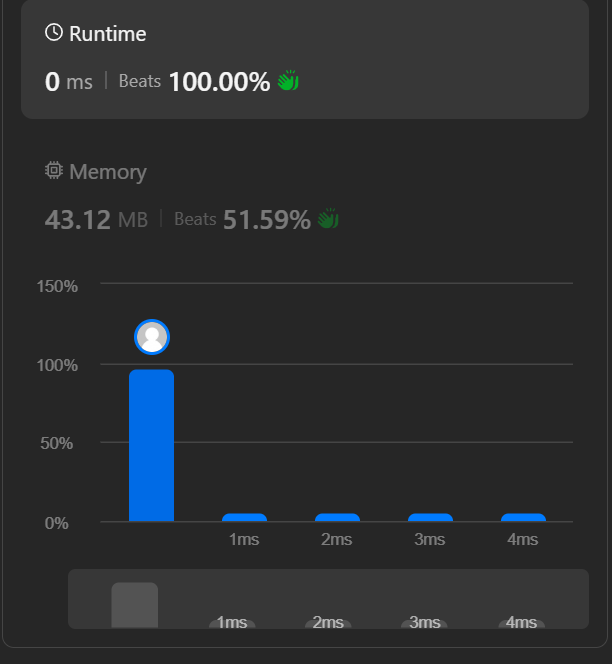 Runtime
0 ms | Beats 100.00%
Memory
43.12 MB | Beats 51.59%
150%
100%
50%
0%
1ms 2ms 3ms 4ms
1ms 2ms 3ms 4ms